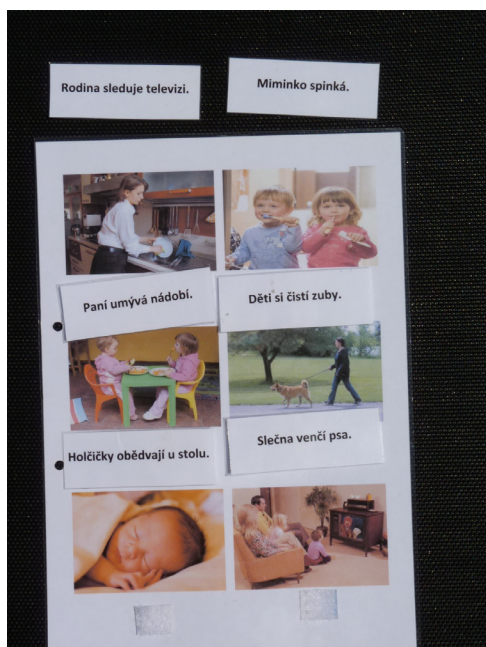 Rodina sleduje televizi.
Miminko spinká.
Paní umývá nádobí.
Děti si čistí zuby.
Holčičky obědvají u stolu.
Slečna venčí psa.